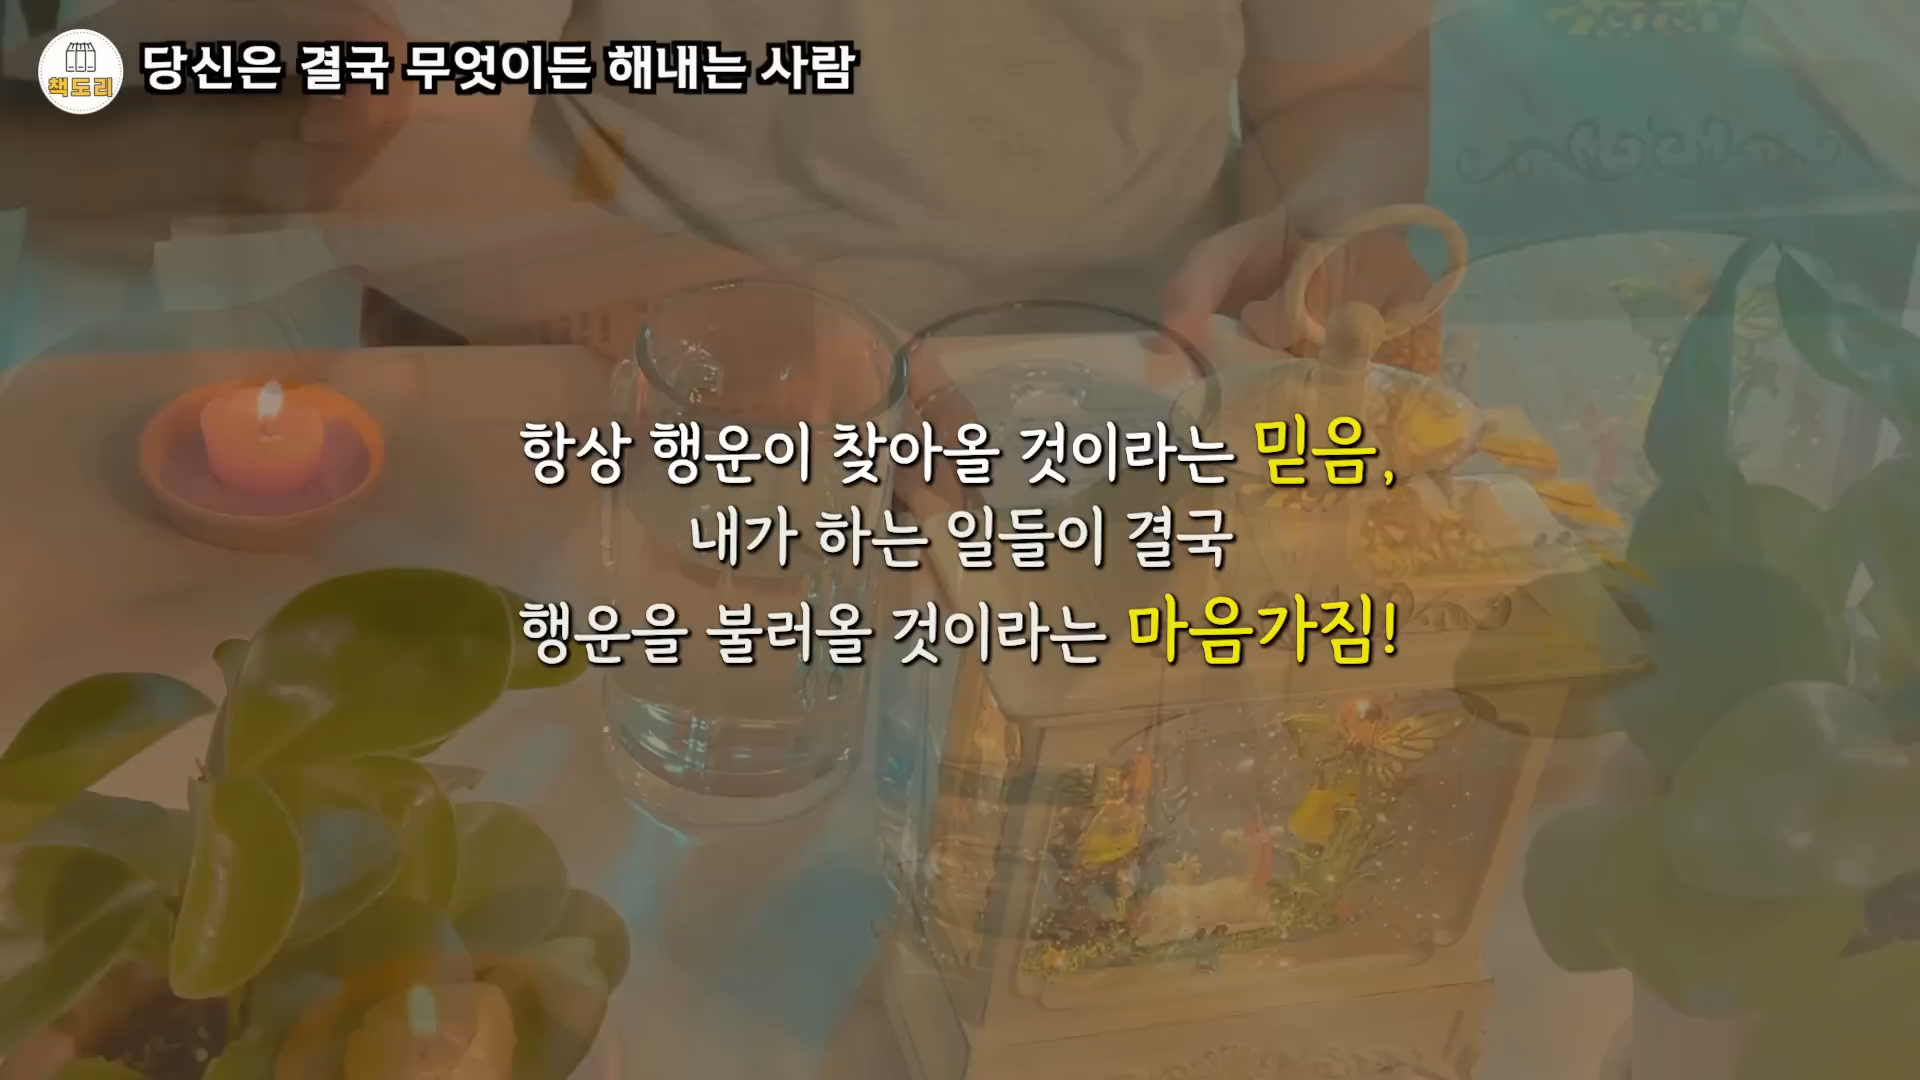 책도리
당신은 결국 무엇이든 해내는 사람
항상 행운이 찾아올 것이라는 믿음,
내가 하는 일들이 결국
행운을 불러올 것이라는 마음가짐!